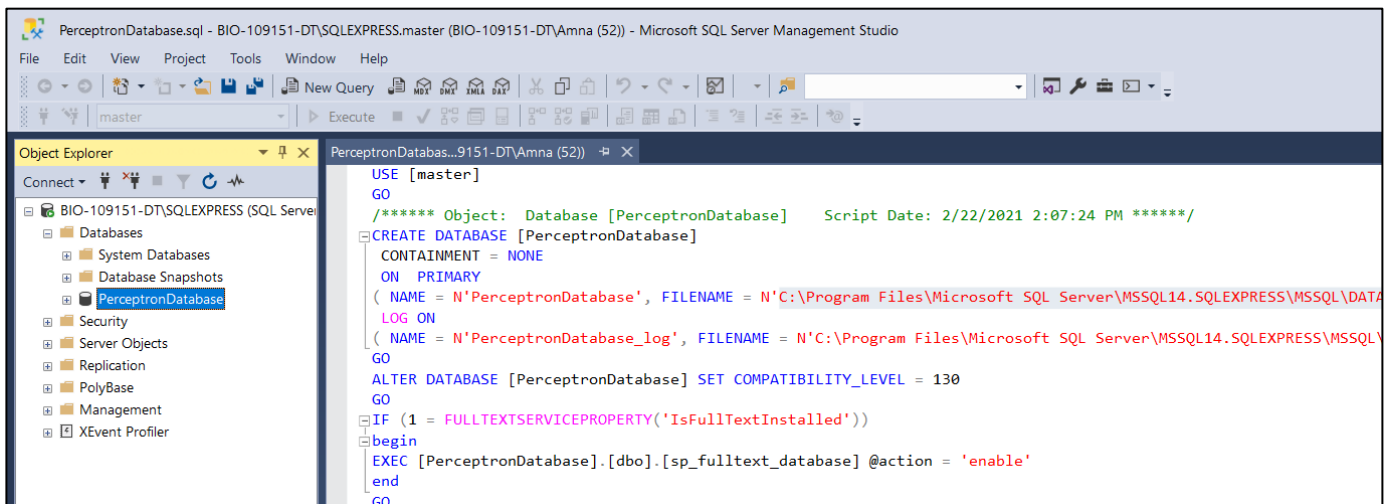 PerceptronDatabase.sql - BIO-109151-DT\SQLEXPRESS.master (BIO-109151-DT\Amna (52)) - Microsoft SQL Server Management Studio
File Edit View Project Tools Window Help
New Query MDX DMX XMLA DAX
master Execute
Object Explorer
Connect
BIO-109151-DT\SQLEXPRESS (SQL Server
Databases
System Databases
Database Snapshots
PerceptronDatabase
Security
Server Objects
Replication
PolyBase
Management
XEvent Profiler
PerceptronDatabas...9151-DT\Amna (52))
USE [master]
GO
/****** Object:  Database [PerceptronDatabase]    Script Date: 2/22/2021 2:07:24 PM ******/
CREATE DATABASE [PerceptronDatabase]
CONTAINMENT = NONE
ON  PRIMARY
( NAME = N'PerceptronDatabase', FILENAME = N'C:\Program Files\Microsoft SQL Server\MSSQL14.SQLEXPRESS\MSSQL\DATA
LOG ON
( NAME = N'PerceptronDatabase_log', FILENAME = N'C:\Program Files\Microsoft SQL Server\MSSQL14.SQLEXPRESS\MSSQL\
GO
ALTER DATABASE [PerceptronDatabase] SET COMPATIBILITY_LEVEL = 130
GO
IF (1 = FULLTEXTSERVICEPROPERTY('IsFullTextInstalled'))
begin
EXEC [PerceptronDatabase].[dbo].[sp_fulltext_database] @action = 'enable'
end
GO